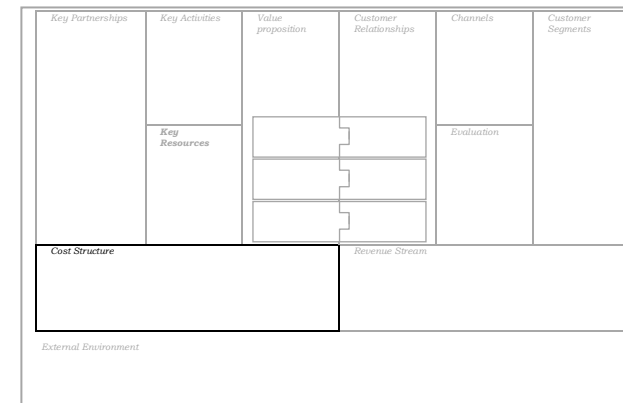 Key Partnerships
Key Activities
Value
proposition
Customer
Relationships
Channels
Customer
Segments
Key
Resources
Evaluation
Cost Structure
Revenue Stream
External Environment